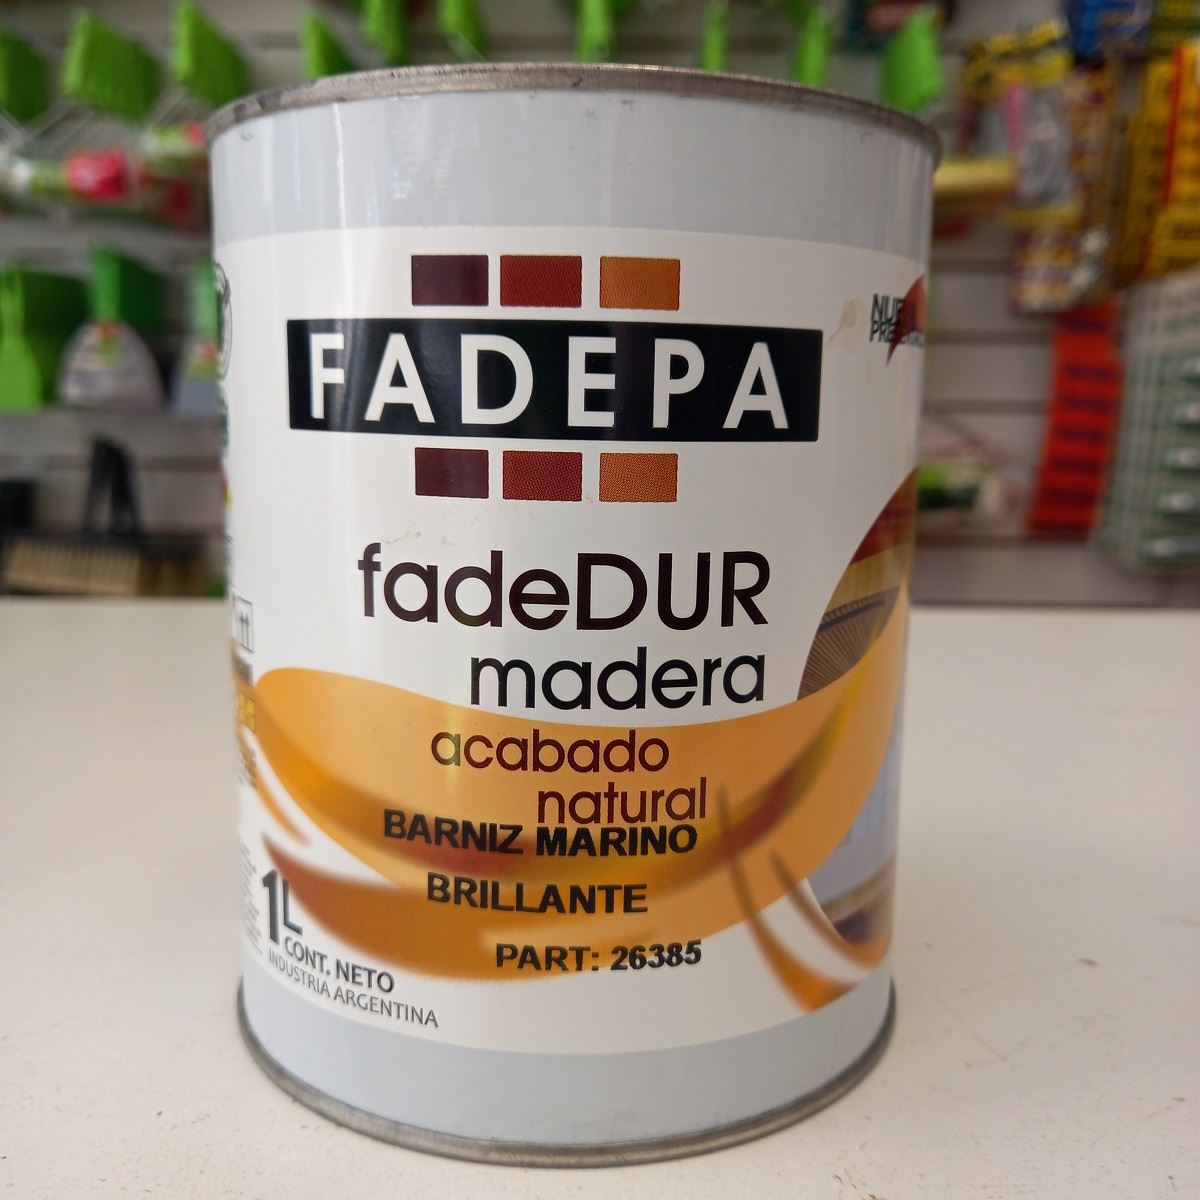 FADEPA
fadeDUR
madera
acabado
natural
BARNIZ MARINO
BRILLANTE
PART: 26385
1L
CONT. NETO
INDUSTRIA ARGENTINA